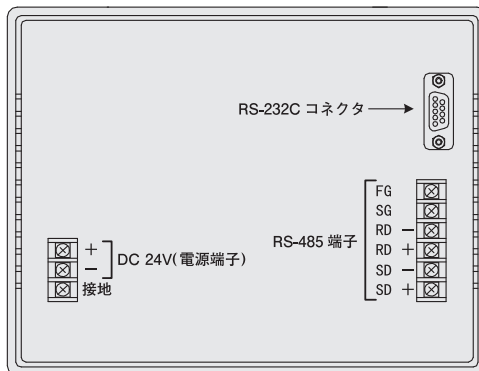 RS-232C コネクタ
FG
SG
RD −
RS-485 端子
RD +
SD −
SD +
+
−
DC 24V(電源端子)
接地